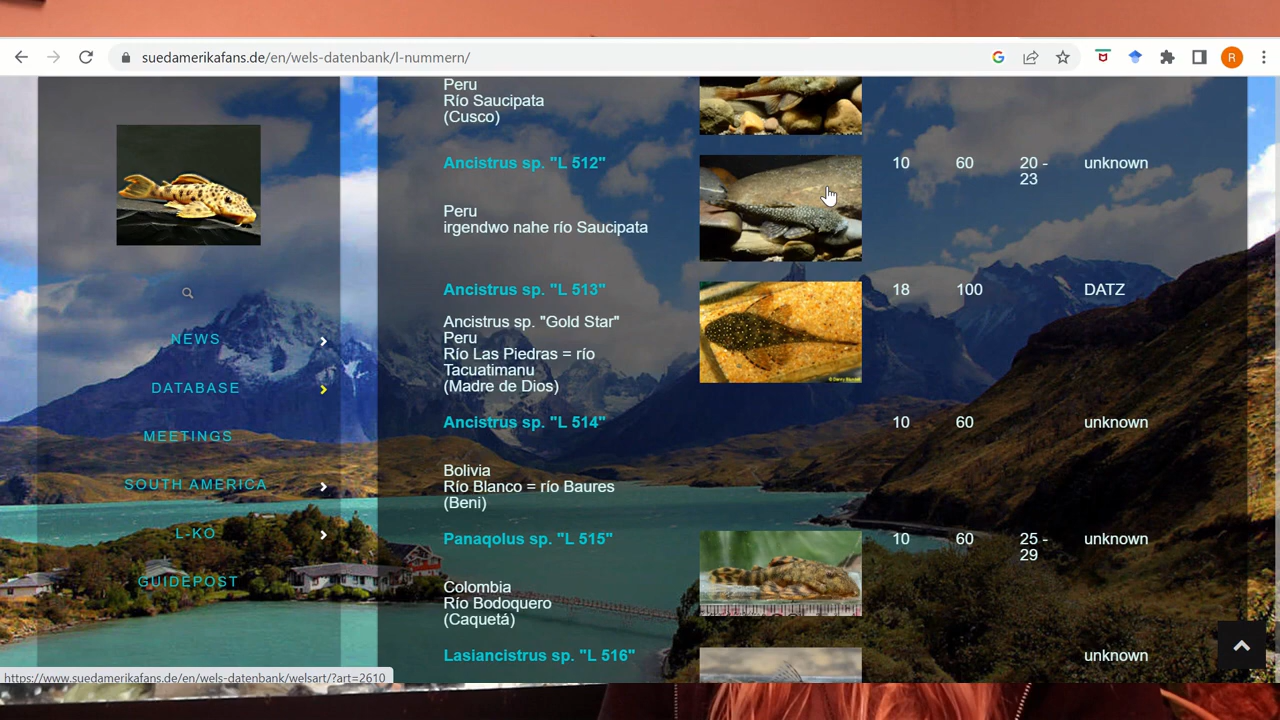 suedamerikafans.de/en/wels-datenbank/l-nummern/
R
NEWS
DATABASE
MEETINGS
SOUTH AMERICA
L-KO
GUIDEPOST
Peru
Río Saucipata
(Cusco)
Ancistrus sp. "L 512"
10
60
20 -
23
unknown
Peru
irgendwo nahe río Saucipata
Ancistrus sp. "L 513"
18
100
DATZ
Ancistrus sp. "Gold Star"
Peru
Río Las Piedras = río
Tacuatimanu
(Madre de Dios)
Ancistrus sp. "L 514"
10
60
unknown
Bolivia
Río Blanco = río Baures
(Beni)
Panaqolus sp. "L 515"
10
60
25 -
29
unknown
Colombia
Río Bodoquero
(Caquetá)
Lasiancistrus sp. "L 516"
unknown
https://www.suedamerikafans.de/en/wels-datenbank/welsart/?art=2610